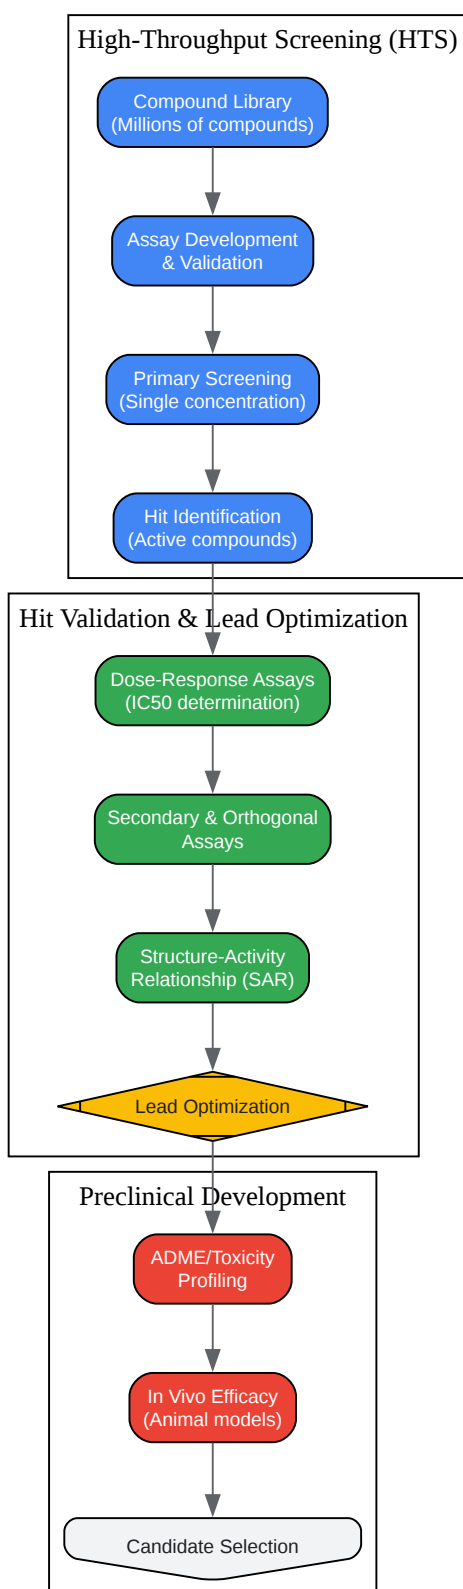 High-Throughput Screening (HTS)
Compound Library
(Millions of compounds)
Assay Development
& Validation
Primary Screening
(Single concentration)
Hit Identification
(Active compounds)
Hit Validation & Lead Optimization
Dose-Response Assays
(IC50 determination)
Secondary & Orthogonal
Assays
Structure-Activity
Relationship (SAR)
Lead Optimization
Preclinical Development
ADME/Toxicity
Profiling
In Vivo Efficacy
(Animal models)
Candidate Selection